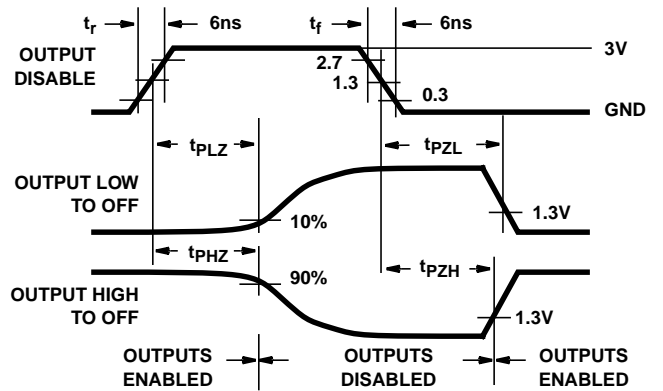 tr 6ns tf 6ns
OUTPUT
DISABLE
3V
2.7
1.3
0.3
GND
tPLZ tPZL
OUTPUT LOW
TO OFF
10%
1.3V
tPHZ tPZH
90%
OUTPUT HIGH
TO OFF
1.3V
OUTPUTS
ENABLED
OUTPUTS
DISABLED
OUTPUTS
ENABLED